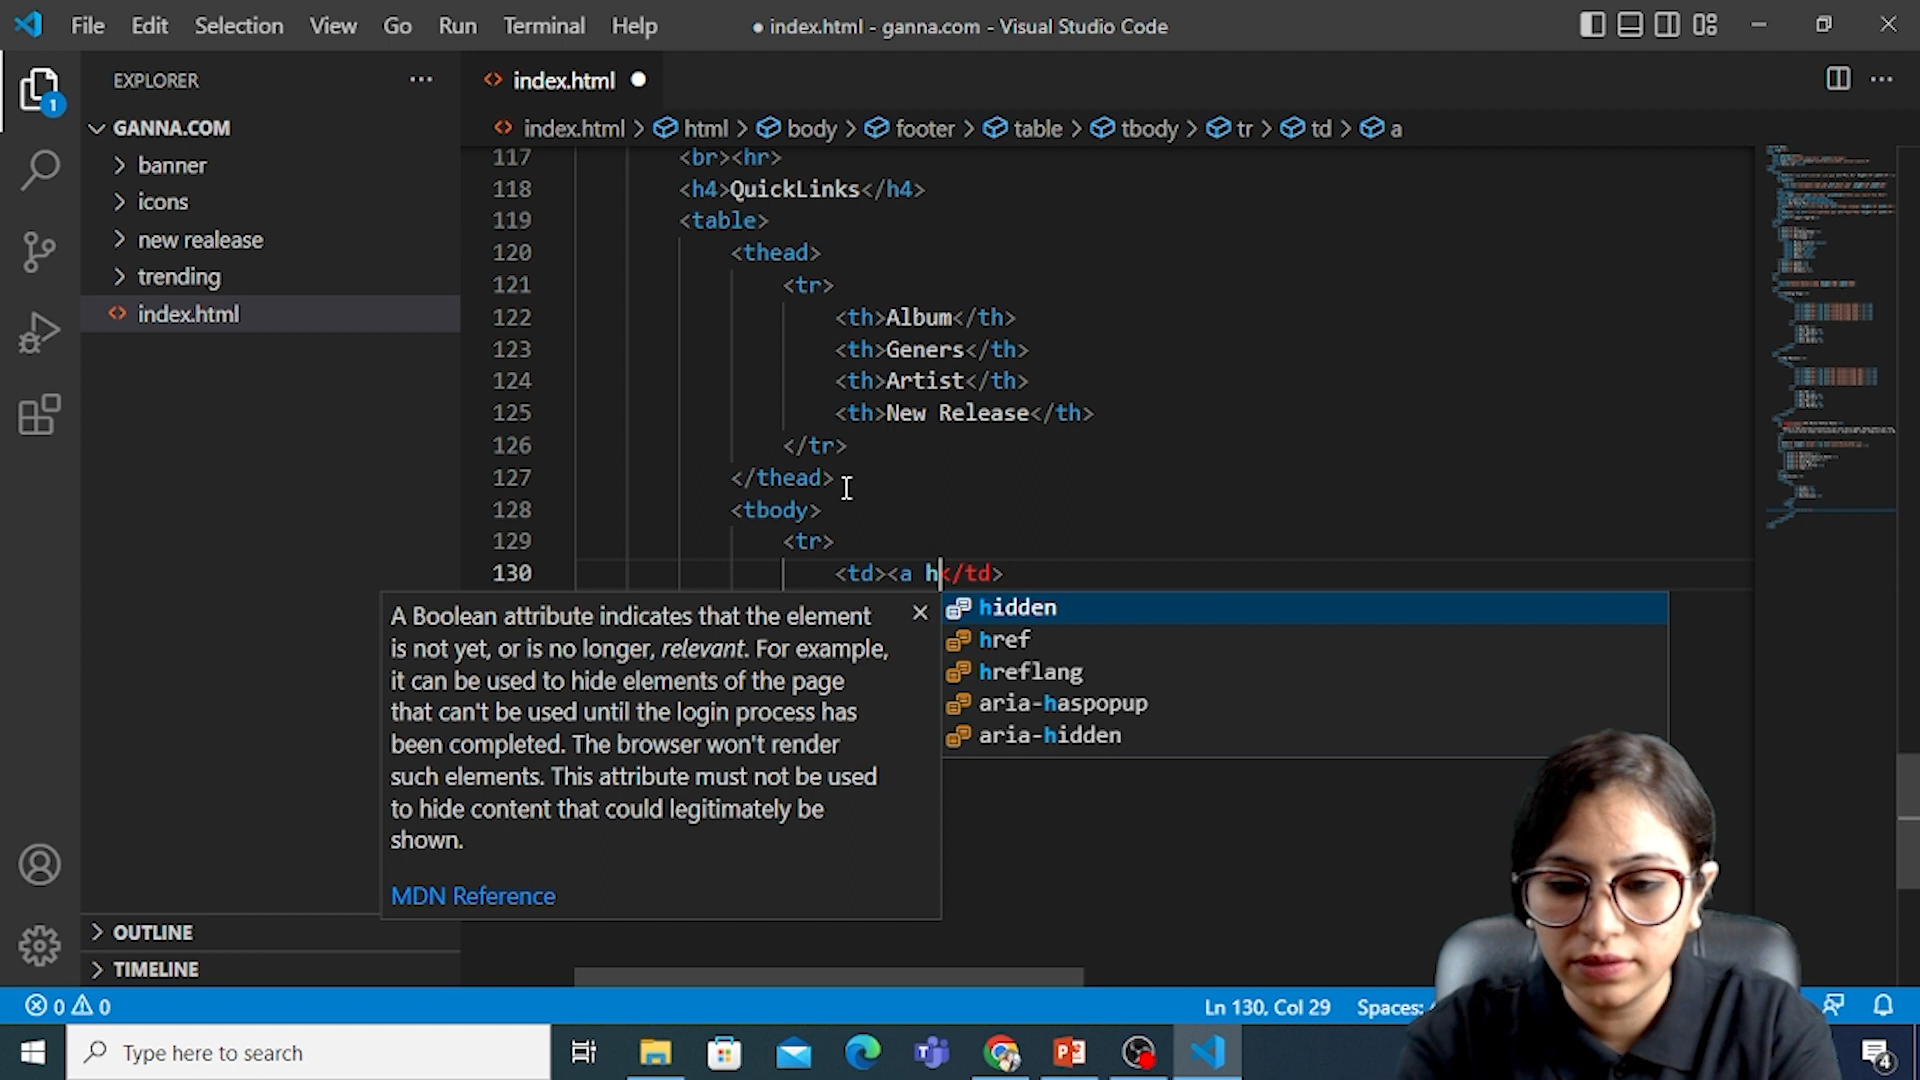 File Edit Selection View Go Run Terminal Help
● index.html - ganna.com - Visual Studio Code
EXPLORER
index.html
1
GANNA.COM
banner
icons
new realease
trending
index.html
OUTLINE
TIMELINE
index.html > html > body > footer > table > tbody > tr > td > a
117 <br><hr>
118 <h4>QuickLinks</h4>
119 <table>
120 <thead>
121 <tr>
122 <th>Album</th>
123 <th>Geners</th>
124 <th>Artist</th>
125 <th>New Release</th>
126 </tr>
127 </thead>
128 <tbody>
129 <tr>
130 <td><a h</td>
A Boolean attribute indicates that the element
is not yet, or is no longer, relevant. For example,
it can be used to hide elements of the page
that can't be used until the login process has
been completed. The browser won't render
such elements. This attribute must not be used
to hide content that could legitimately be
shown.
MDN Reference
hidden
href
hreflang
aria-haspopup
aria-hidden
0 0
Ln 130, Col 29
Spaces:
Type here to search
4